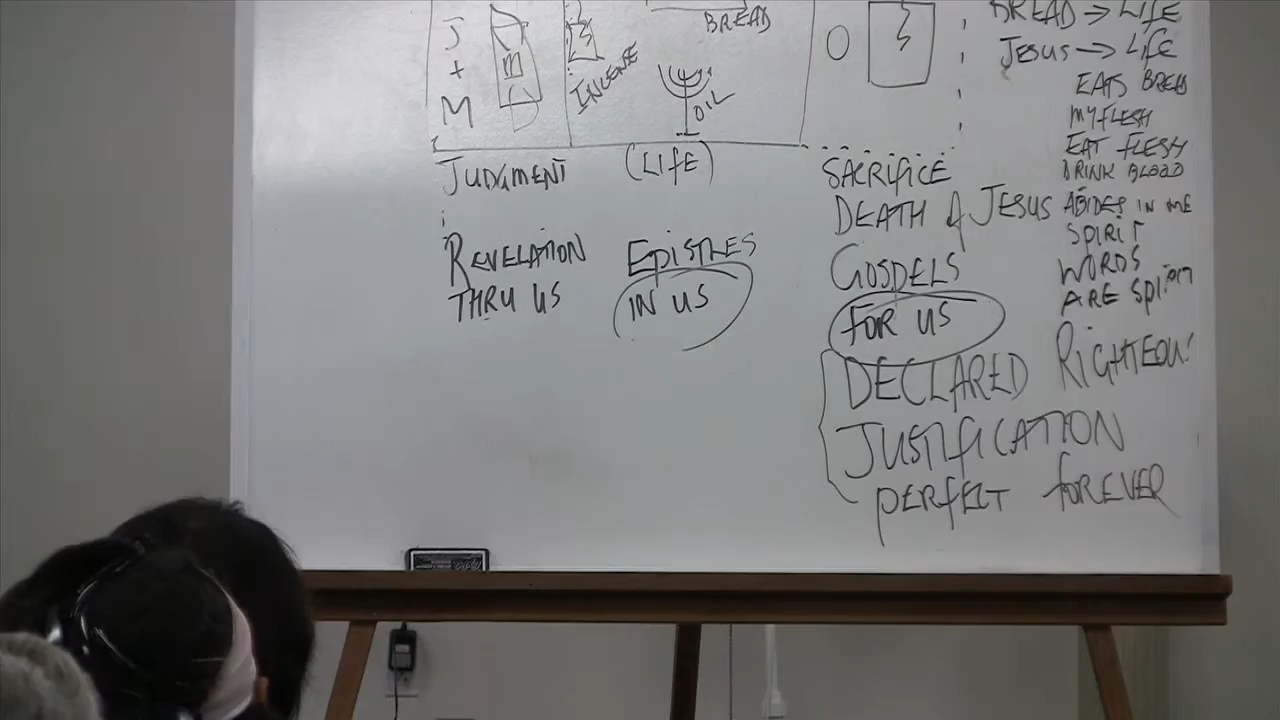 J
+
M
INCENSE
BREAD
OIL
O
JUDGMENT
(LIFE)
SACRIFICE
DEATH of JESUS
REVELATION
THRU US
EPISTLES
IN US
GOSPELS
FOR US
DECLARED RIGHTEOU
JUSTIFICATION
PERFECT FOREVER
BREAD → LIFE
JESUS → LIFE
EATS BREAD
MY FLESH
EAT FLESH
DRINK BLOOD
ABIDES IN ME
SPIRIT
WORDS
ARE SPIRIT